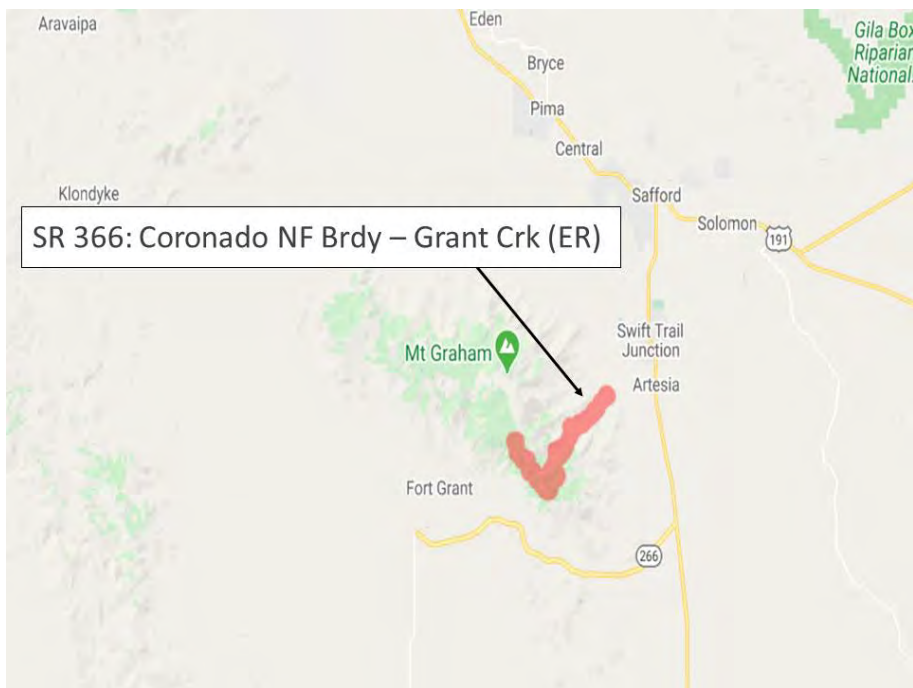 Aravaipa
Eden
Gila Box
Riparian
National
Bryce
Pima
Central
Klondyke
Safford
SR 366: Coronado NF Brdy – Grant Crk (ER)
Solomon
191
Swift Trail
Junction
Mt Graham
Artesia
Fort Grant
266